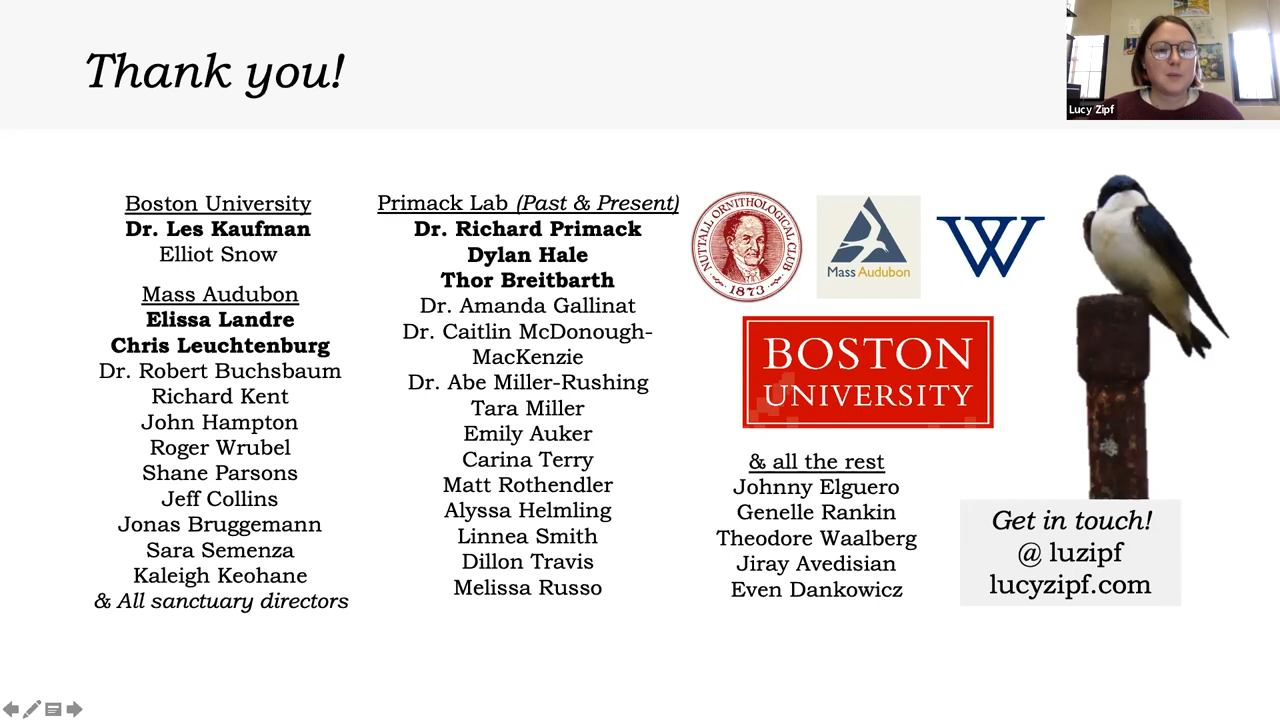 Thank you!
Lucy Zipf
Boston University
Dr. Les Kaufman
Elliot Snow
Mass Audubon
Elissa Landre
Chris Leuchtenburg
Dr. Robert Buchsbaum
Richard Kent
John Hampton
Roger Wrubel
Shane Parsons
Jeff Collins
Jonas Bruggemann
Sara Semenza
Kaleigh Keohane
& All sanctuary directors
Primack Lab (Past & Present)
Dr. Richard Primack
Dylan Hale
Thor Breitbarth
Dr. Amanda Gallinat
Dr. Caitlin McDonough-
MacKenzie
Dr. Abe Miller-Rushing
Tara Miller
Emily Auker
Carina Terry
Matt Rothendler
Alyssa Helmling
Linnea Smith
Dillon Travis
Melissa Russo
NUTTALL ORNITHOLOGICAL CLUB
1873
Mass Audubon
W
BOSTON
UNIVERSITY
& all the rest
Johnny Elguero
Genelle Rankin
Theodore Waalberg
Jiray Avedisian
Even Dankowicz
Get in touch!
@ luzipf
lucyzipf.com